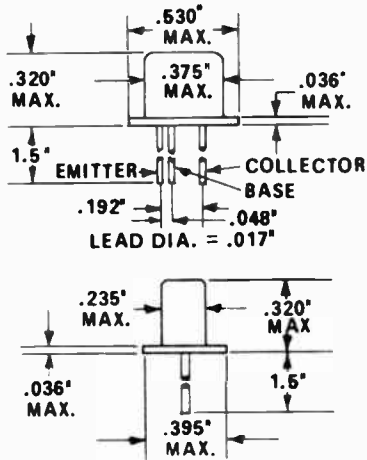 .530"
MAX.
.320"
MAX.
.375"
MAX.
.036"
MAX.
1.5"
EMITTER
COLLECTOR
BASE
.192"
.048"
LEAD DIA. = .017"
.235"
MAX.
.320"
MAX
.036"
MAX.
1.5"
.395"
MAX.